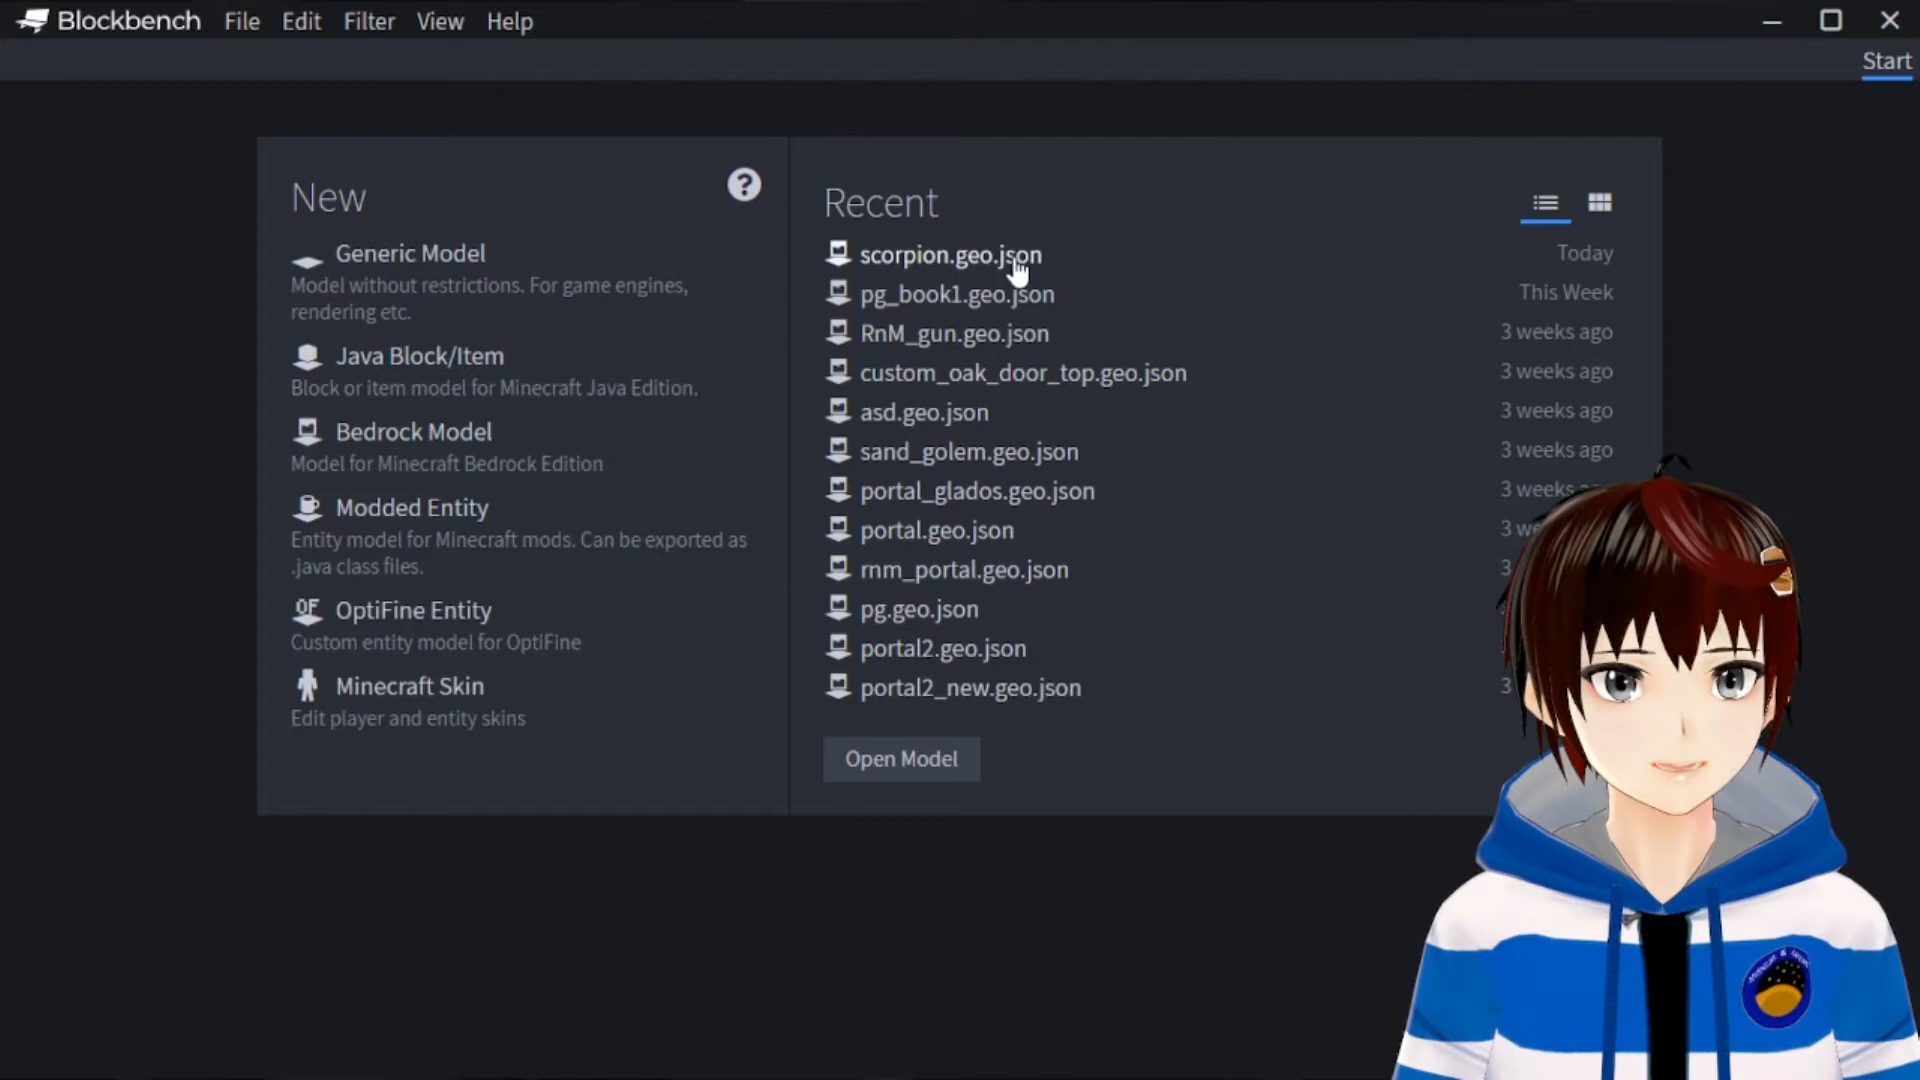 Blockbench File Edit Filter View Help
Start
New
Generic Model
Model without restrictions. For game engines,
rendering etc.
Java Block/Item
Block or item model for Minecraft Java Edition.
Bedrock Model
Model for Minecraft Bedrock Edition
Modded Entity
Entity model for Minecraft mods. Can be exported as
.java class files.
OF OptiFine Entity
Custom entity model for OptiFine
Minecraft Skin
Edit player and entity skins
Recent
scorpion.geo.json Today
pg_book1.geo.json This Week
RnM_gun.geo.json 3 weeks ago
custom_oak_door_top.geo.json 3 weeks ago
asd.geo.json 3 weeks ago
sand_golem.geo.json 3 weeks ago
portal_glados.geo.json 3 weeks
portal.geo.json 3
rnm_portal.geo.json 3
pg.geo.json
portal2.geo.json
portal2_new.geo.json 3
Open Model